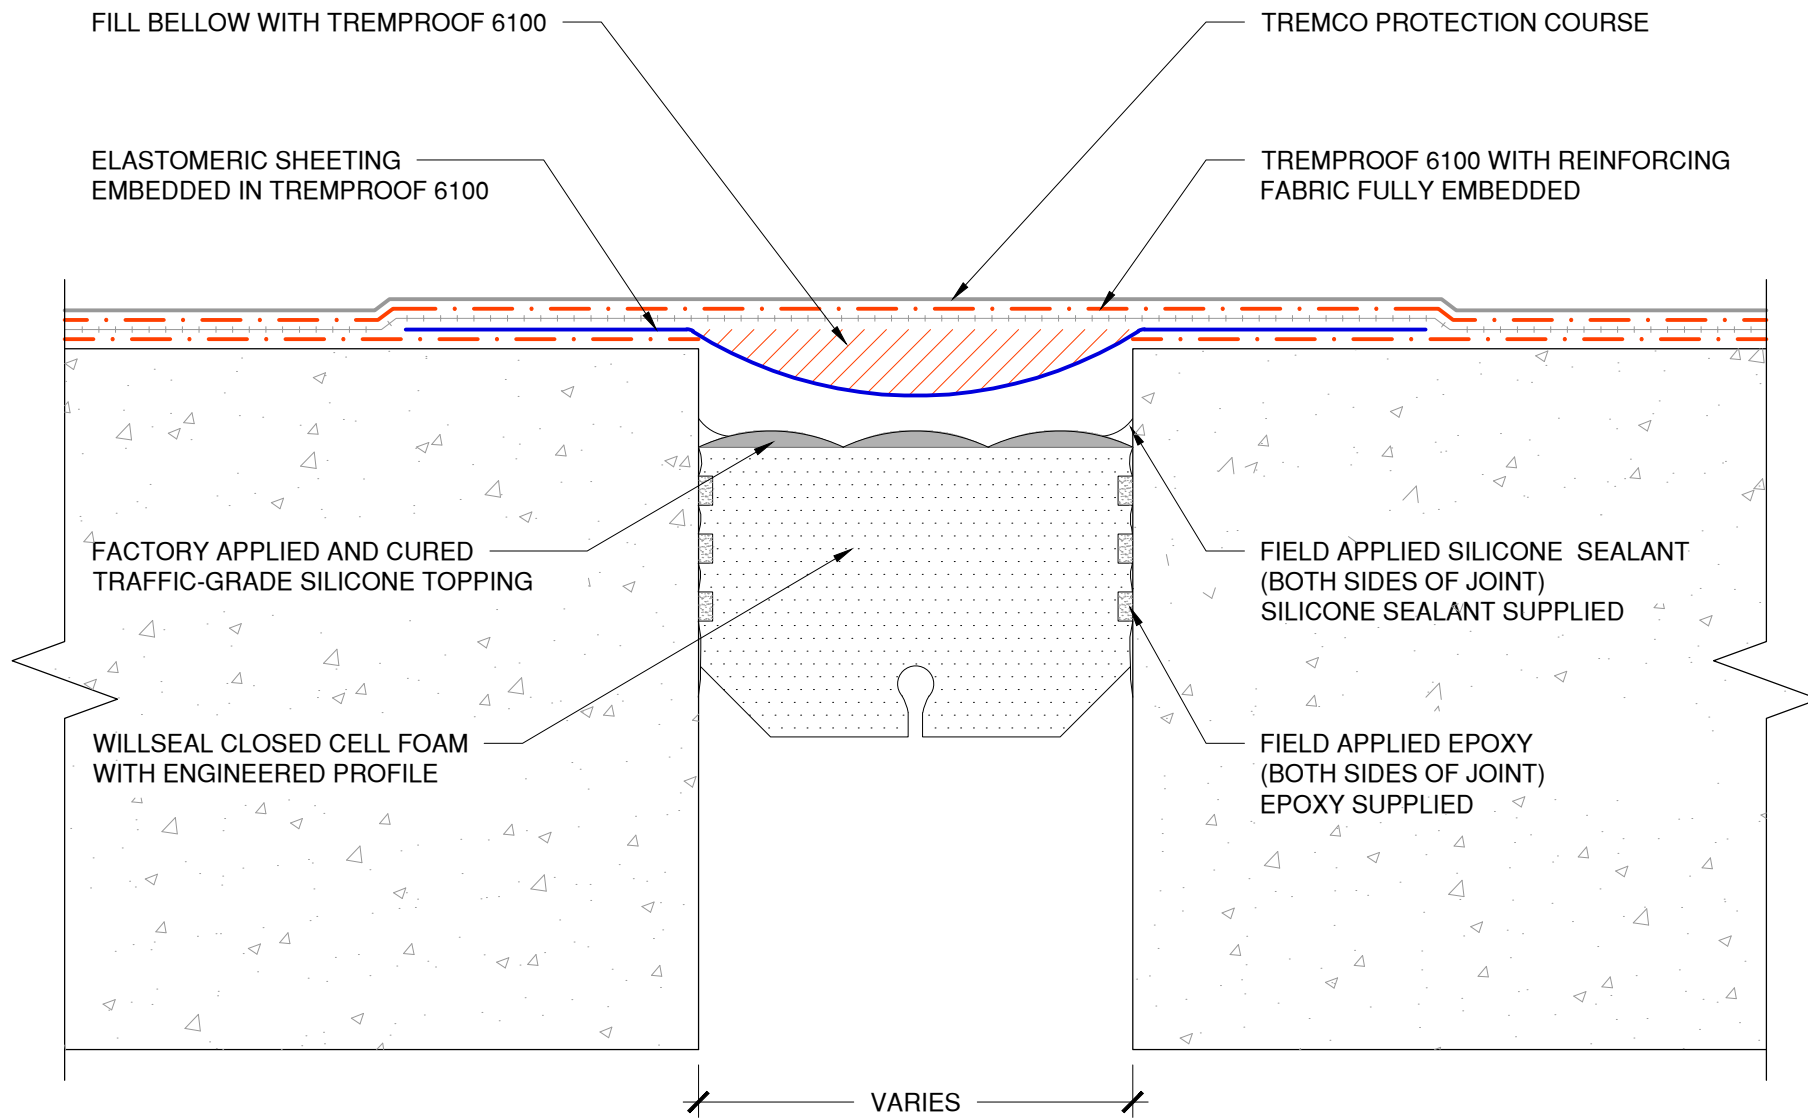 FILL BELLOW WITH TREMPROOF 6100
TREMCO PROTECTION COURSE
ELASTOMERIC SHEETING
EMBEDDED IN TREMPROOF 6100
TREMPROOF 6100 WITH REINFORCING
FABRIC FULLY EMBEDDED
FACTORY APPLIED AND CURED
TRAFFIC-GRADE SILICONE TOPPING
FIELD APPLIED SILICONE SEALANT
(BOTH SIDES OF JOINT)
SILICONE SEALANT SUPPLIED
WILLSEAL CLOSED CELL FOAM
WITH ENGINEERED PROFILE
FIELD APPLIED EPOXY
(BOTH SIDES OF JOINT)
EPOXY SUPPLIED
VARIES